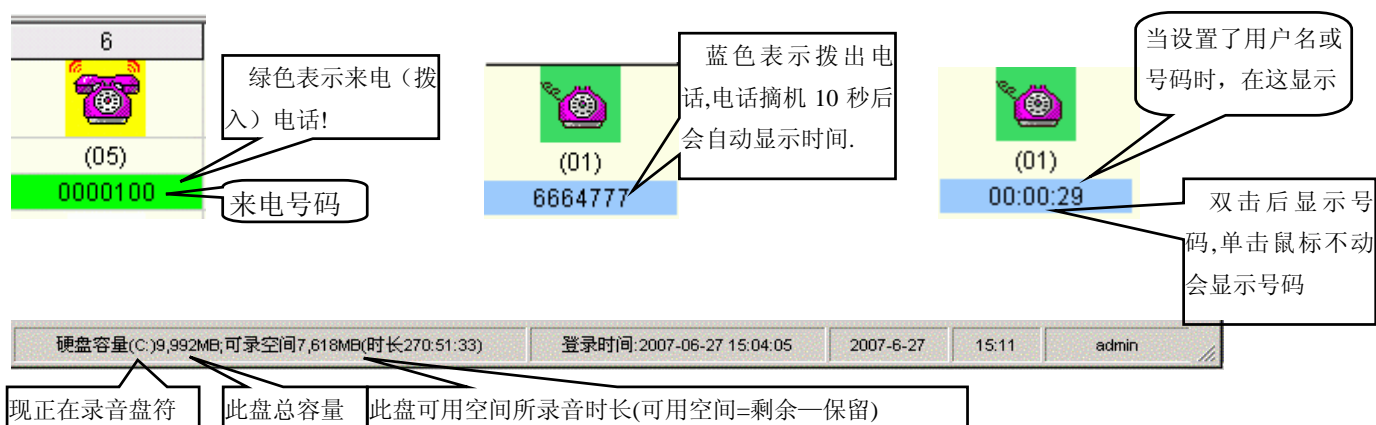 6
(05)
0000100
绿色表示来电（拨
入）电话!
来电号码
(01)
6664777
蓝色表示拨出电
话,电话摘机 10 秒后
会自动显示时间.
(01)
00:00:29
当设置了用户名或
号码时，在这显示
双击后显示号
码,单击鼠标不动
会显示号码
硬盘容量(C:)9,992MB;可录空间7,618MB(时长270:51:33)
登录时间:2007-06-27 15:04:05
2007-6-27
15:11
admin
现正在录音盘符
此盘总容量
此盘可用空间所录音时长(可用空间=剩余—保留)